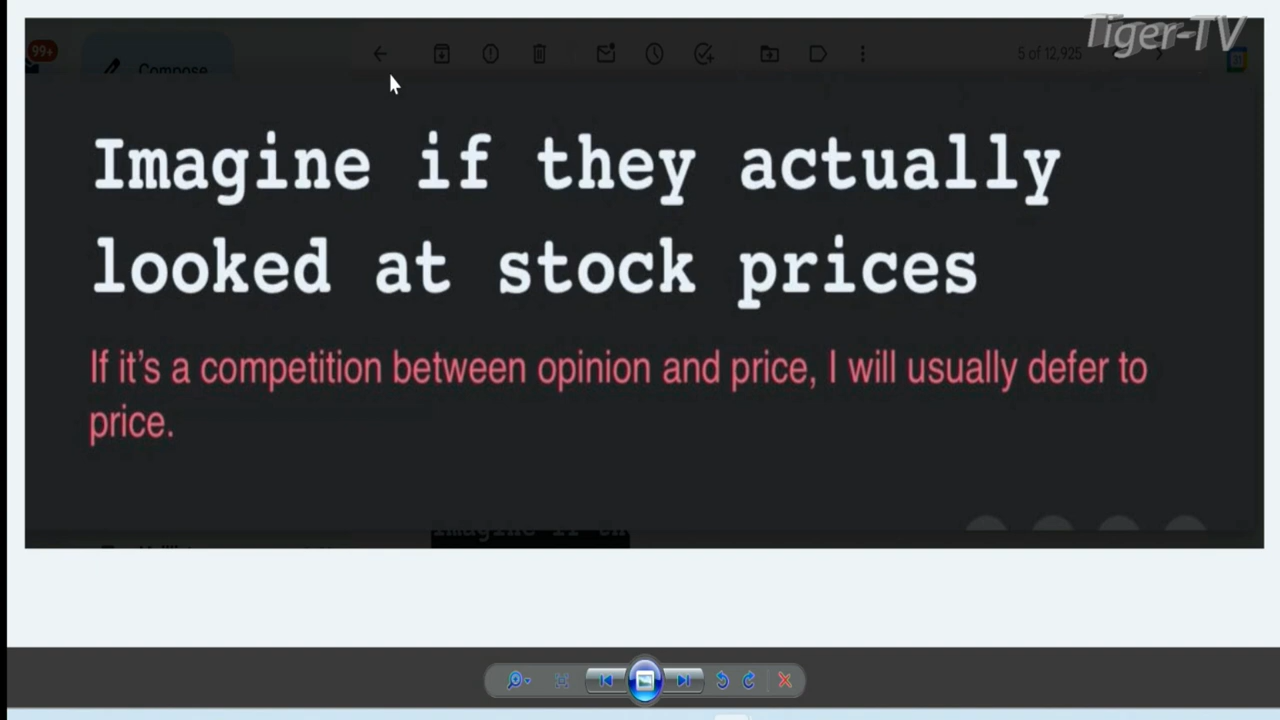 Tiger-TV
99+
Compose
5 of 12,925
Imagine if they actually
looked at stock prices
If it's a competition between opinion and price, I will usually defer to
price.